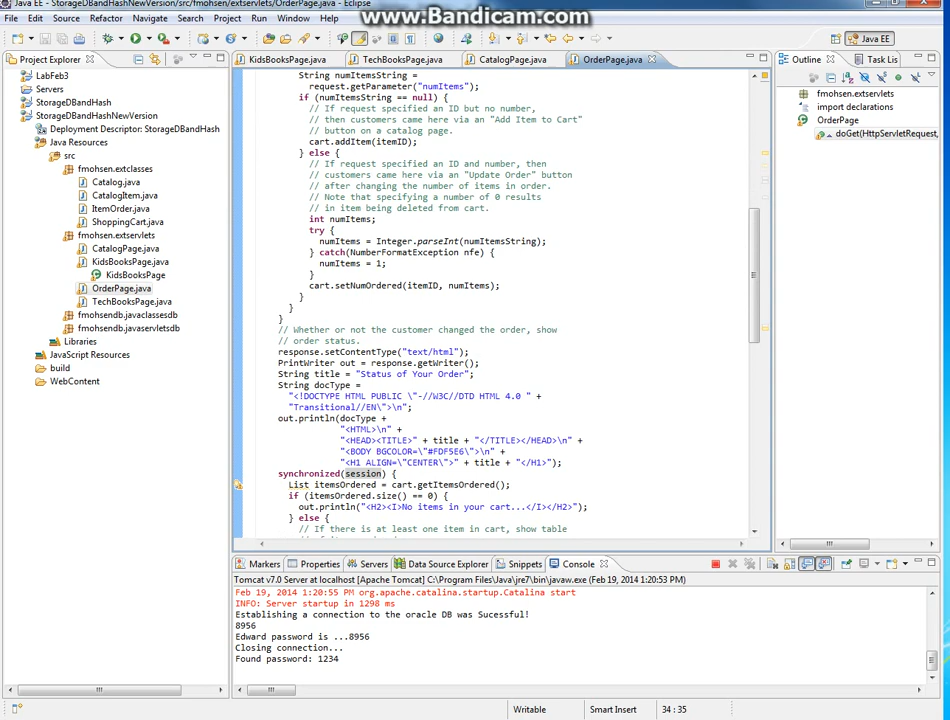 Java EE - StorageDBandHashNewVersion/src/fmohsen/extservlets/OrderPage.java - Eclipse
www.Bandicam.com
File Edit Source Refactor Navigate Search Project Run Window Help
Java EE
Project Explorer
KidsBooksPage.java TechBooksPage.java CatalogPage.java OrderPage.java
Outline Task Lis
LabFeb3
Servers
StorageDBandHash
StorageDBandHashNewVersion
Deployment Descriptor: StorageDBandHash
Java Resources
src
fmohsen.extclasses
Catalog.java
CatalogItem.java
ItemOrder.java
ShoppingCart.java
fmohsen.extservlets
CatalogPage.java
KidsBooksPage.java
KidsBooksPage
OrderPage.java
TechBooksPage.java
fmohsendb.javaclassesdb
fmohsendb.javaservletsdb
Libraries
JavaScript Resources
build
WebContent
String numItemsString =
request.getParameter("numItems");
if (numItemsString == null) {
// If request specified an ID but no number,
// then customers came here via an "Add Item to Cart"
// button on a catalog page.
cart.addItem(itemID);
} else {
// If request specified an ID and number, then
// customers came here via an "Update Order" button
// after changing the number of items in order.
// Note that specifying a number of 0 results
// in item being deleted from cart.
int numItems;
try {
numItems = Integer.parseInt(numItemsString);
} catch(NumberFormatException nfe) {
numItems = 1;
}
cart.setNumOrdered(itemID, numItems);
}
}
}
// Whether or not the customer changed the order, show
// order status.
response.setContentType("text/html");
PrintWriter out = response.getWriter();
String title = "Status of Your Order";
String docType =
"<!DOCTYPE HTML PUBLIC \"-//W3C//DTD HTML 4.0 " +
"Transitional//EN\">\n";
out.println(docType +
"<HTML>\n" +
"<HEAD><TITLE>" + title + "</TITLE></HEAD>\n" +
"<BODY BGCOLOR=\"#FDF5E6\">\n" +
"<H1 ALIGN=\"CENTER\">" + title + "</H1>");
synchronized(session) {
List itemsOrdered = cart.getItemsOrdered();
if (itemsOrdered.size() == 0) {
out.println("<H2><I>No items in your cart...</I></H2>");
} else {
// If there is at least one item in cart, show table
fmohsen.extservlets
import declarations
OrderPage
doGet(HttpServletRequest,
Markers Properties Servers Data Source Explorer Snippets Console
Tomcat v7.0 Server at localhost [Apache Tomcat] C:\Program Files\Java\jre7\bin\javaw.exe (Feb 19, 2014 1:20:53 PM)
Feb 19, 2014 1:20:55 PM org.apache.catalina.startup.Catalina start
INFO: Server startup in 1298 ms
Establishing a connection to the oracle DB was Sucessful!
8956
Edward password is ...8956
Closing connection...
Found password: 1234
Writable Smart Insert 34 : 35